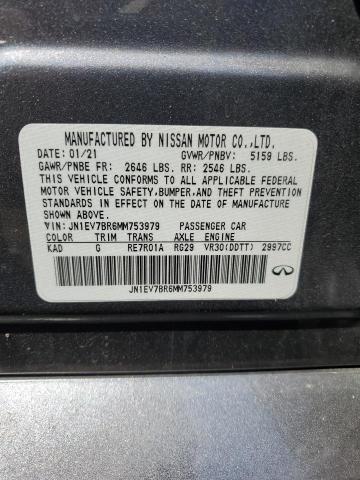 MANUFACTURED BY NISSAN MOTOR CO.,LTD.
DATE: 01/21 GVWR/PNBV: 5159 LBS.
GAWR/PNBE FR: 2646 LBS. RR: 2546 LBS.
THIS VEHICLE CONFORMS TO ALL APPLICABLE FEDERAL
MOTOR VEHICLE SAFETY,BUMPER,AND THEFT PREVENTION
STANDARDS IN EFFECT ON THE DATE OF MANUFACTURE
SHOWN ABOVE.
VIN: JN1EV7BR6MM753979 PASSENGER CAR
COLOR TRIM TRANS AXLE ENGINE
KAD G RE7R01A RG29 VR30(DDTT) 2997CC
JN1EV7BR6MM753979